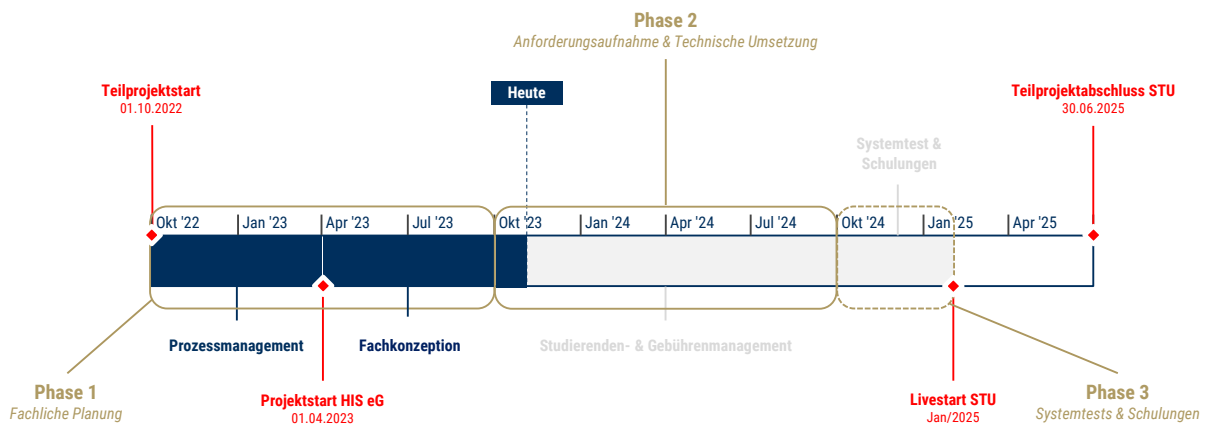 Phase 2
Anforderungsaufnahme & Technische Umsetzung
Teilprojektstart
01.10.2022
Heute
Teilprojektabschluss STU
30.06.2025
Systemtest &
Schulungen
Okt '22 Jan '23 Apr '23 Jul '23 Okt '23 Jan '24 Apr '24 Jul '24 Okt '24 Jan '25 Apr '25
Prozessmanagement Fachkonzeption Studierenden- & Gebührenmanagement
Phase 1
Fachliche Planung
Projektstart HIS eG
01.04.2023
Livestart STU
Jan/2025
Phase 3
Systemtests & Schulungen